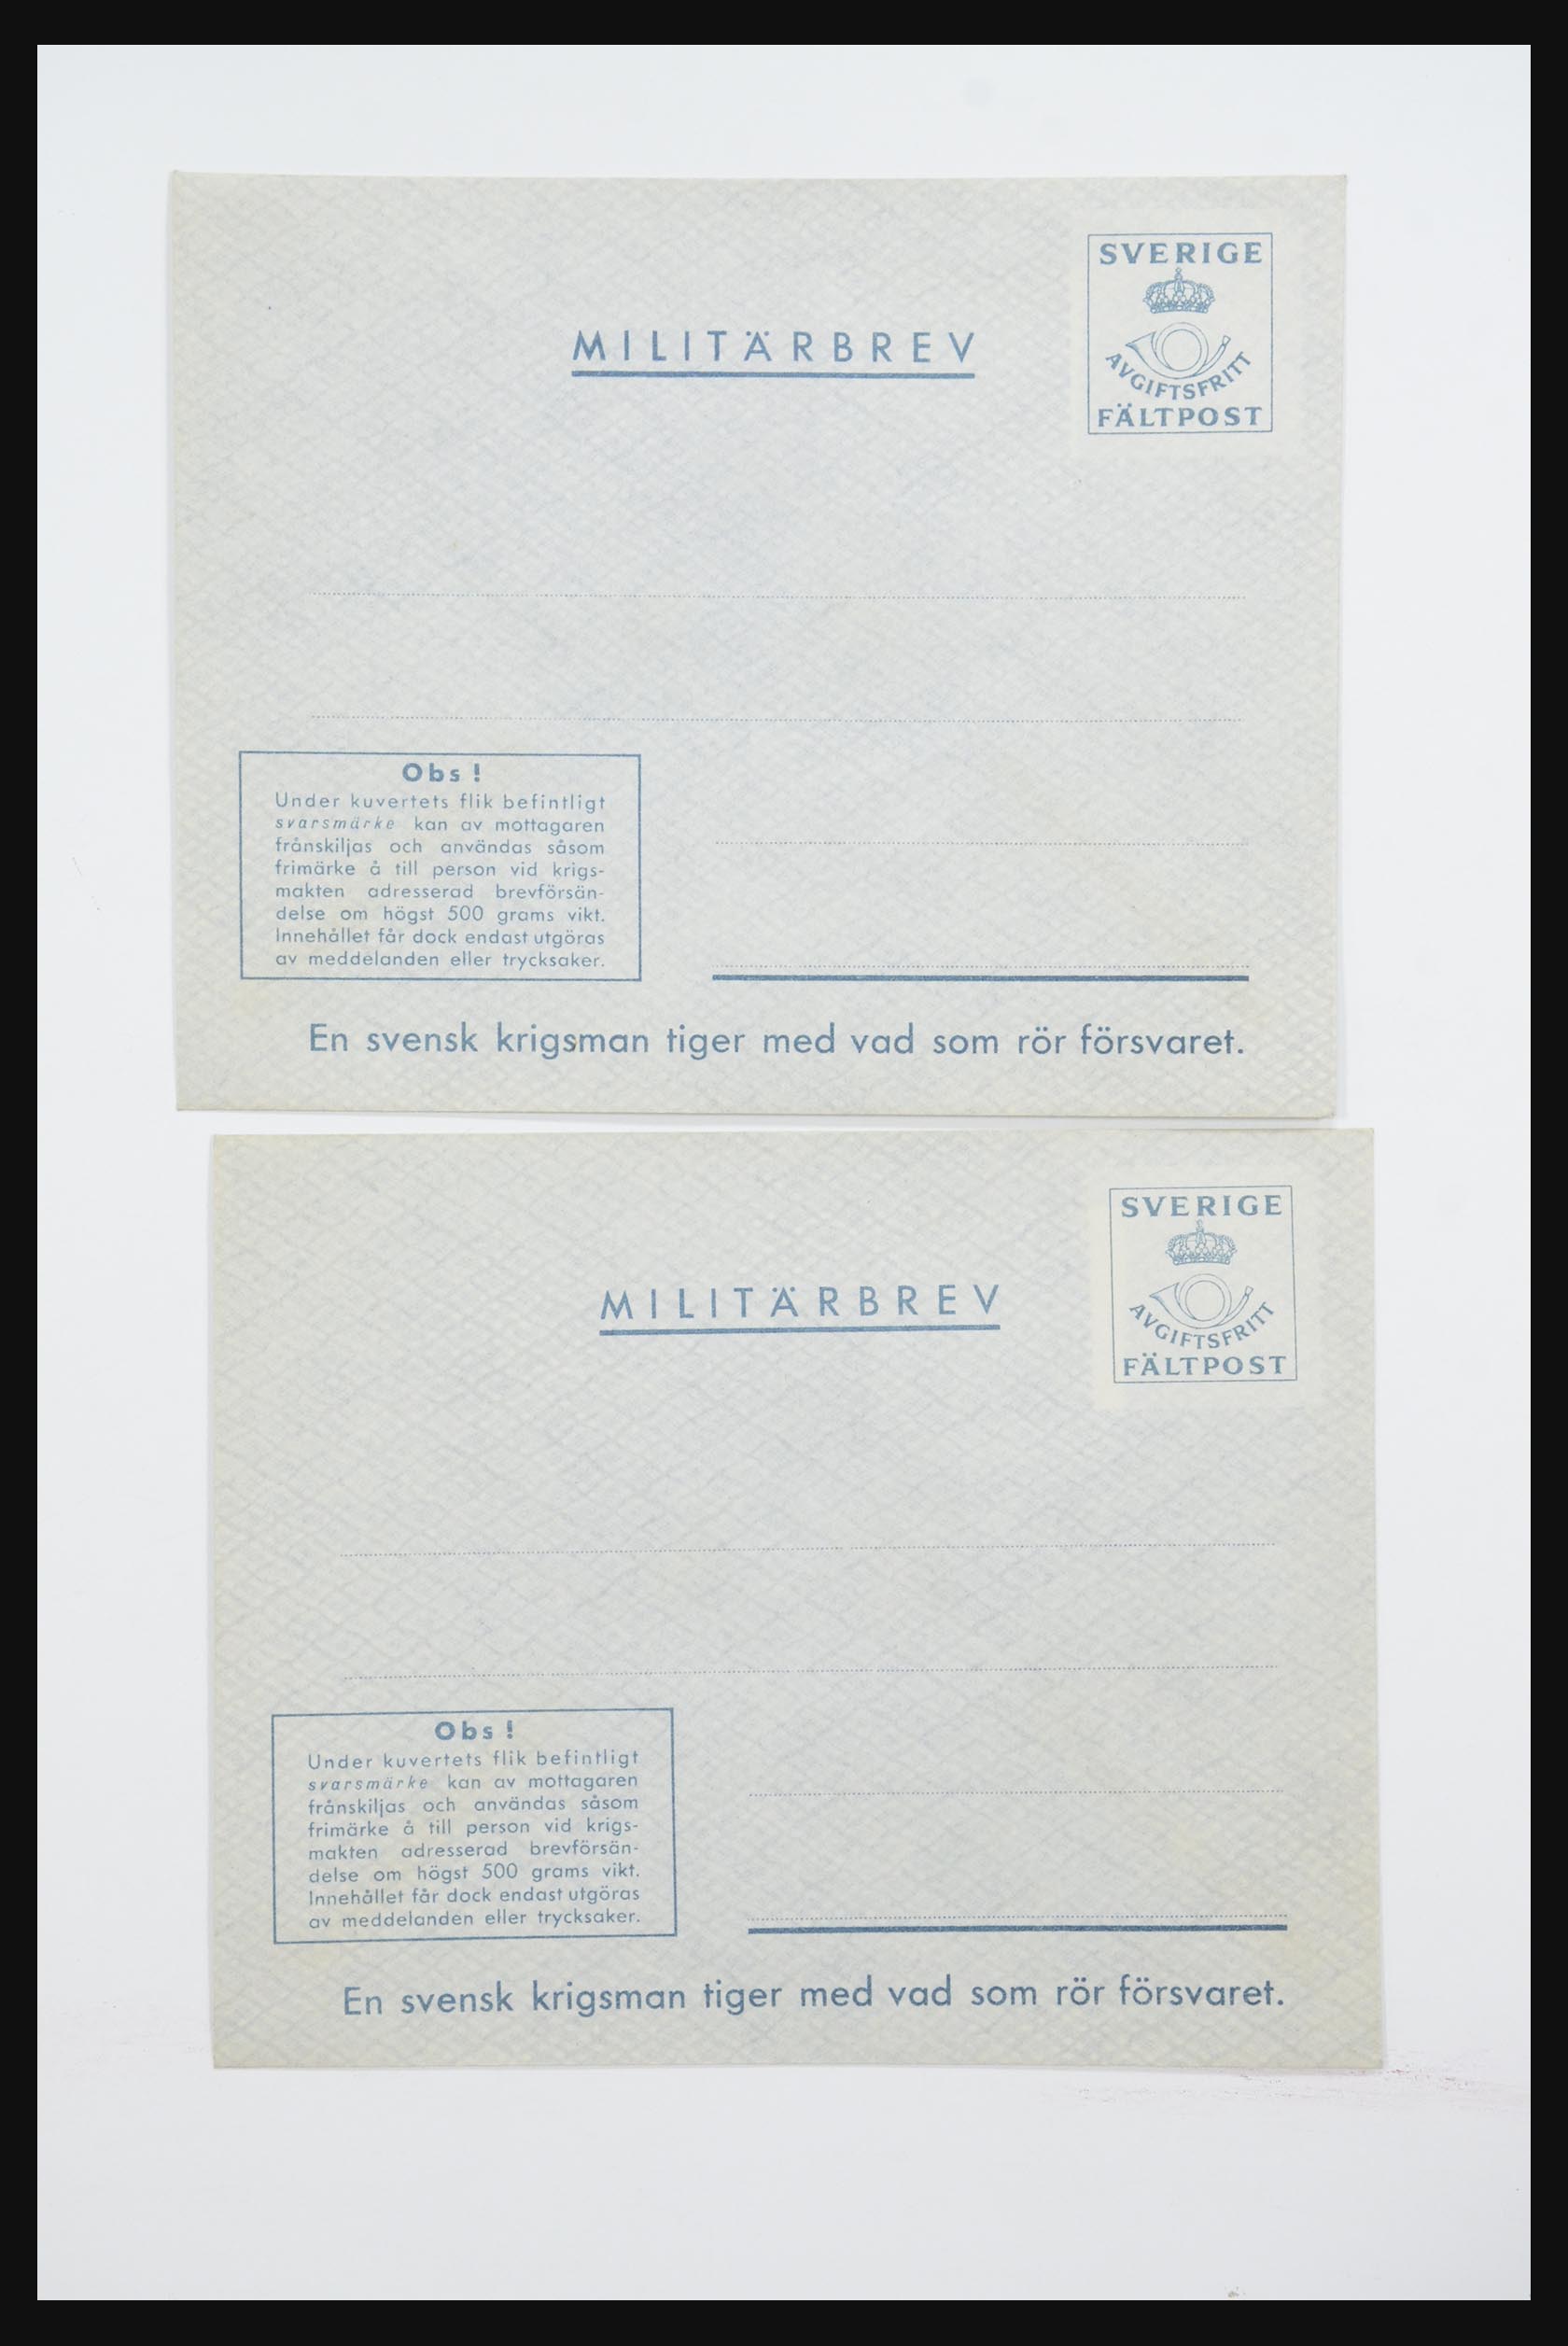 SVERIGE
MILITÄRBREV
AVGIFTSFRITT
FÄLTPOST
Obs !
Under kuvertets flik befintligt
svarsmärke kan av mottagaren
frånskiljas och användas såsom
frimärke å till person vid krigs-
makten adresserad brevförsän-
delse om högst 500 grams vikt.
Innehållet får dock endast utgöras
av meddelanden eller trycksaker.
En svensk krigsman tiger med vad som rör försvaret.
SVERIGE
MILITÄRBREV
AVGIFTSFRITT
FÄLTPOST
Obs !
Under kuvertets flik befintligt
svarsmärke kan av mottagaren
frånskiljas och användas såsom
frimärke å till person vid krigs-
makten adresserad brevförsän-
delse om högst 500 grams vikt.
Innehållet får dock endast utgöras
av meddelanden eller trycksaker.
En svensk krigsman tiger med vad som rör försvaret.